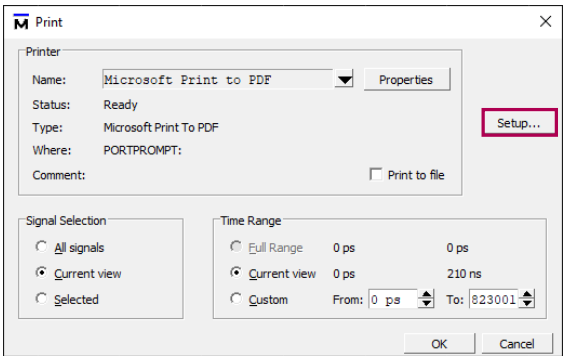 Print
Printer
Name: Microsoft Print to PDF Properties
Status: Ready
Type: Microsoft Print To PDF
Setup...
Where: PORTPROMPT:
Comment: Print to file
Signal Selection Time Range
All signals Full Range 0 ps 0 ps
Current view Current view 0 ps 210 ns
Selected Custom From: 0 ps To: 823001
OK Cancel